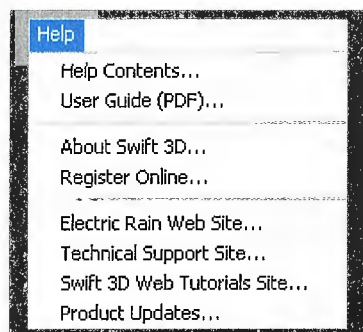 Help
Help Contents...
User Guide (PDF)...
About Swift 3D...
Register Online...
Electric Rain Web Site...
Technical Support Site...
Swift 3D Web Tutorials Site...
Product Updates...